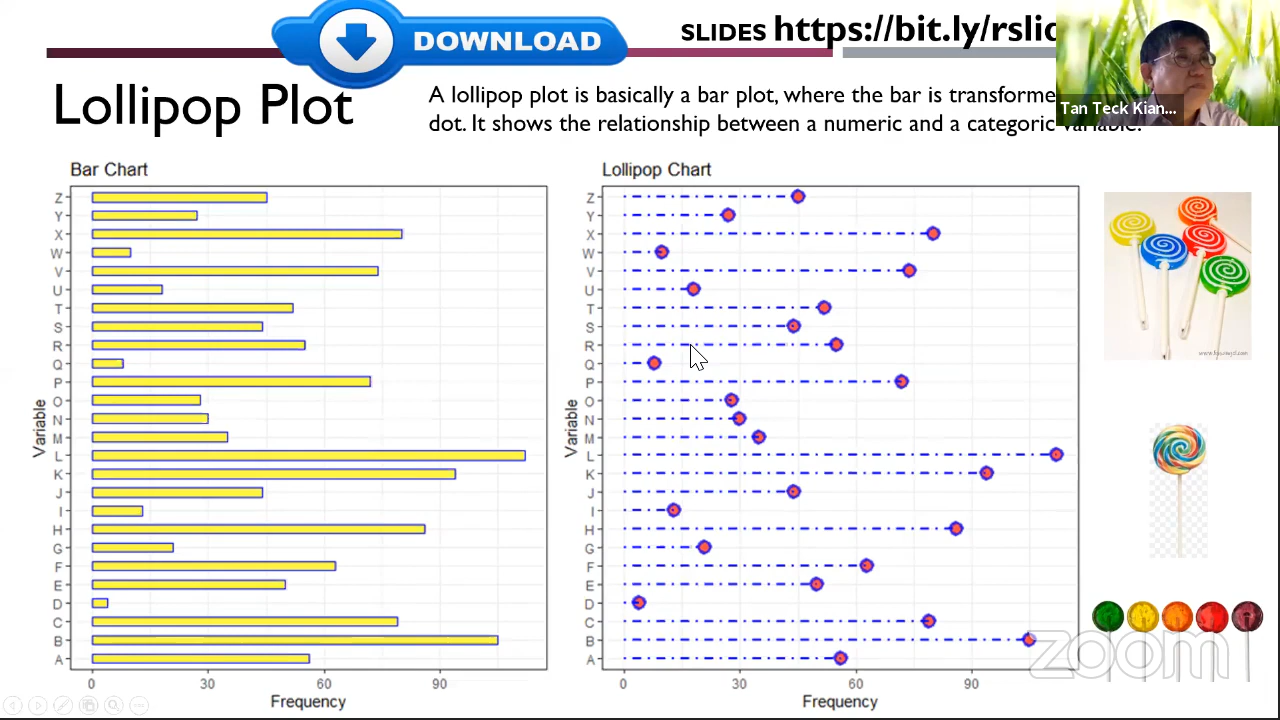 DOWNLOAD
SLIDES https://bit.ly/rslic
Tan Teck Kian...
Lollipop Plot
A lollipop plot is basically a bar plot, where the bar is transforme
dot. It shows the relationship between a numeric and a categoric variable.
Bar Chart
Z
Y
X
W
V
U
T
S
R
Q
P
O
N
M
L
K
J
I
H
G
F
E
D
C
B
A
Variable
0 30 60 90
Frequency
Lollipop Chart
Z
Y
X
W
V
U
T
S
R
Q
P
O
N
M
L
K
J
I
H
G
F
E
D
C
B
A
Variable
0 30 60 90
Frequency
zoom